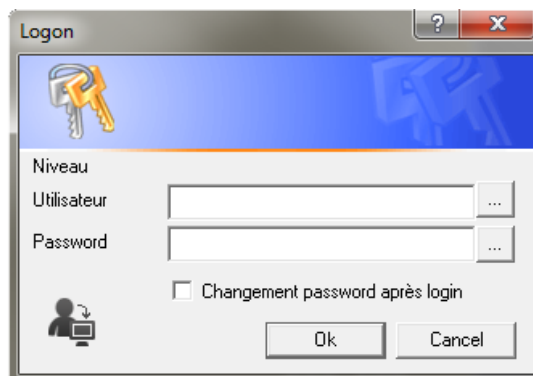 Logon
?
X
Niveau
Utilisateur
...
Password
...
Changement password après login
Ok
Cancel